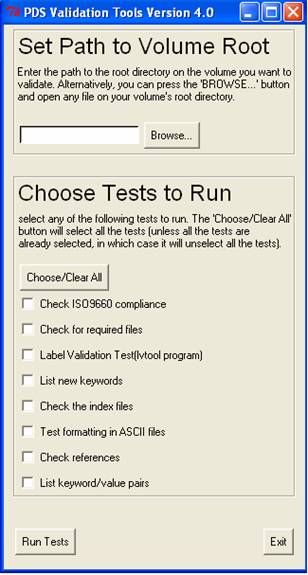 PDS Validation Tools Version 4.0
Set Path to Volume Root
Enter the path to the root directory on the volume you want to
validate. Alternatively, you can press the 'BROWSE...' button
and open any file on your volume's root directory.
Browse...
Choose Tests to Run
select any of the following tests to run. The 'Choose/Clear All'
button will select all the tests (unless all the tests are
already selected, in which case it will unselect all the tests).
Choose/Clear All
Check ISO9660 compliance
Check for required files
Label Validation Test(lvtool program)
List new keywords
Check the index files
Test formatting in ASCII files
Check references
List keyword/value pairs
Run Tests
Exit